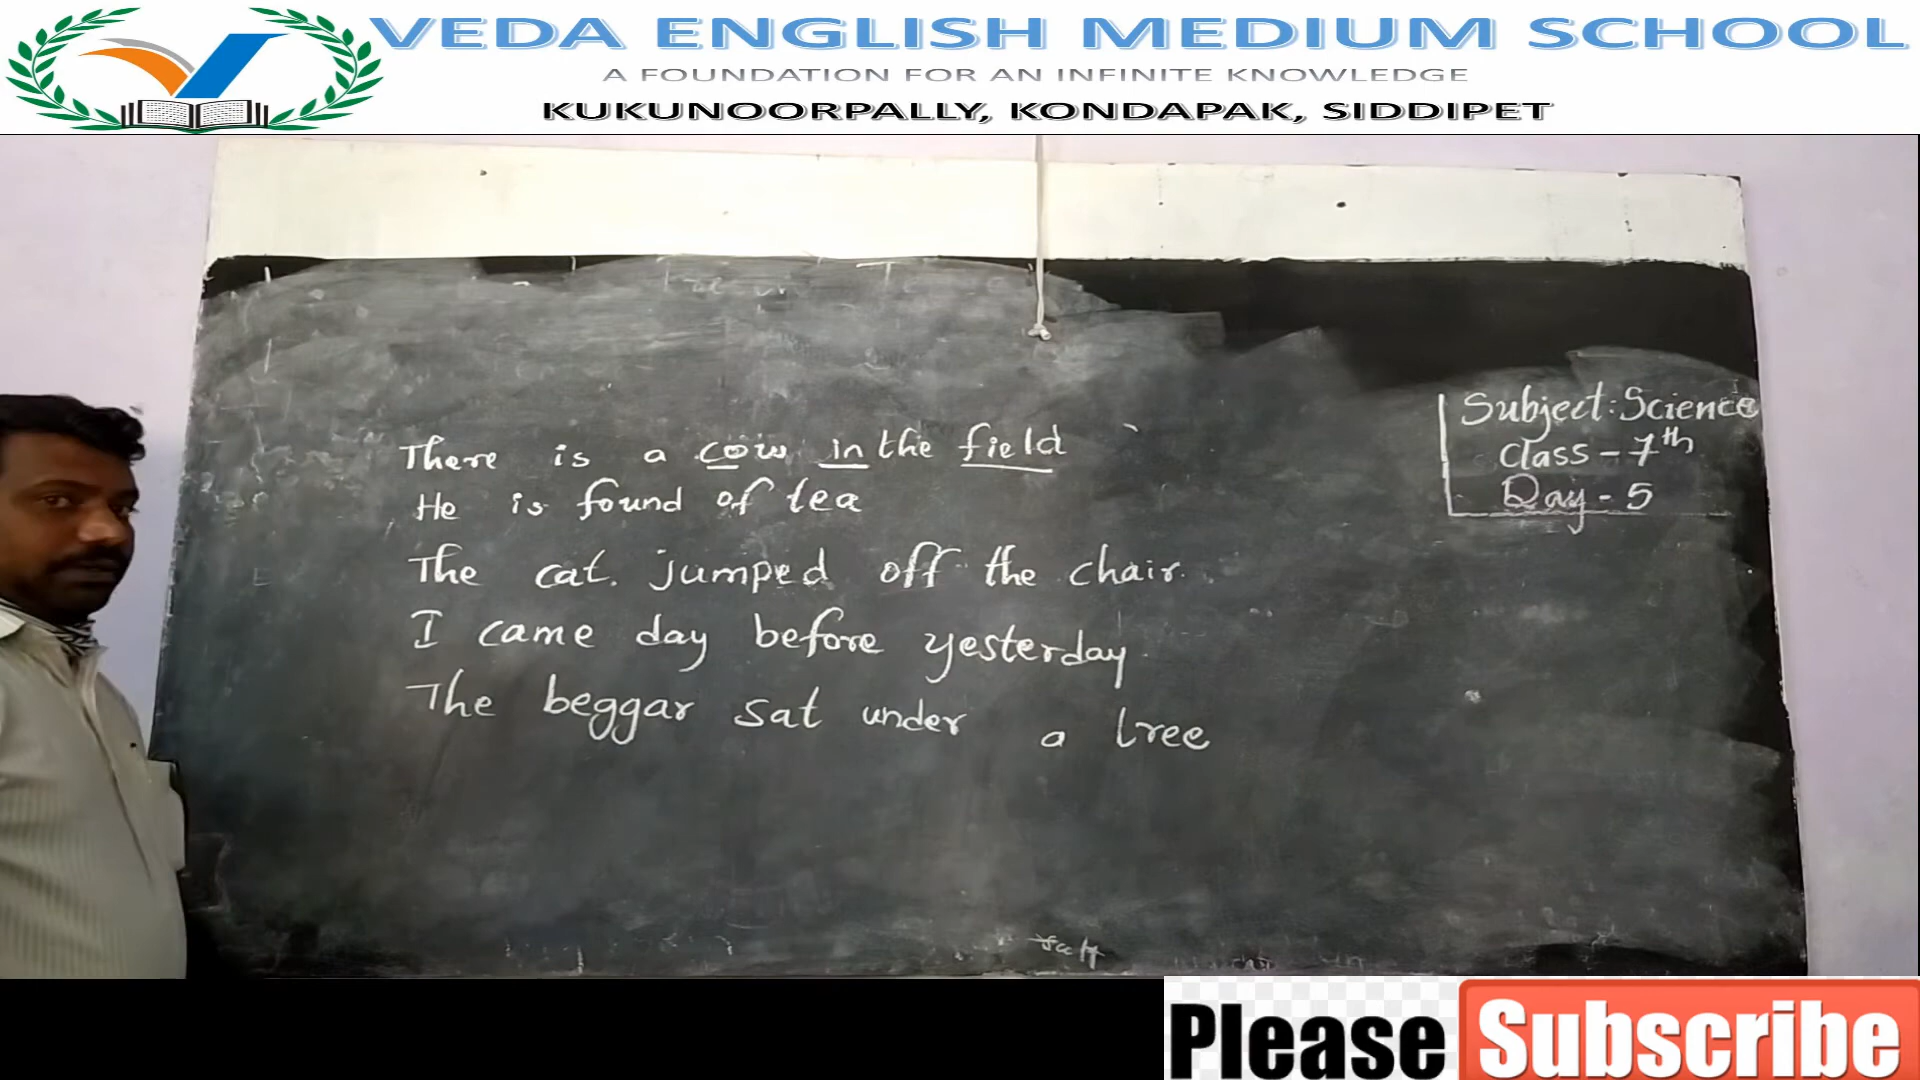 VEDA ENGLISH MEDIUM SCHOOL
A FOUNDATION FOR AN INFINITE KNOWLEDGE
KUKUNOORPALLY, KONDAPAK, SIDDIPET
Subject: Science
Class - 7th
Day - 5
There is a cow in the field
He is found of tea
The cat. jumped off the chair.
I came day before yesterday.
The beggar sat under a tree
Please Subscribe